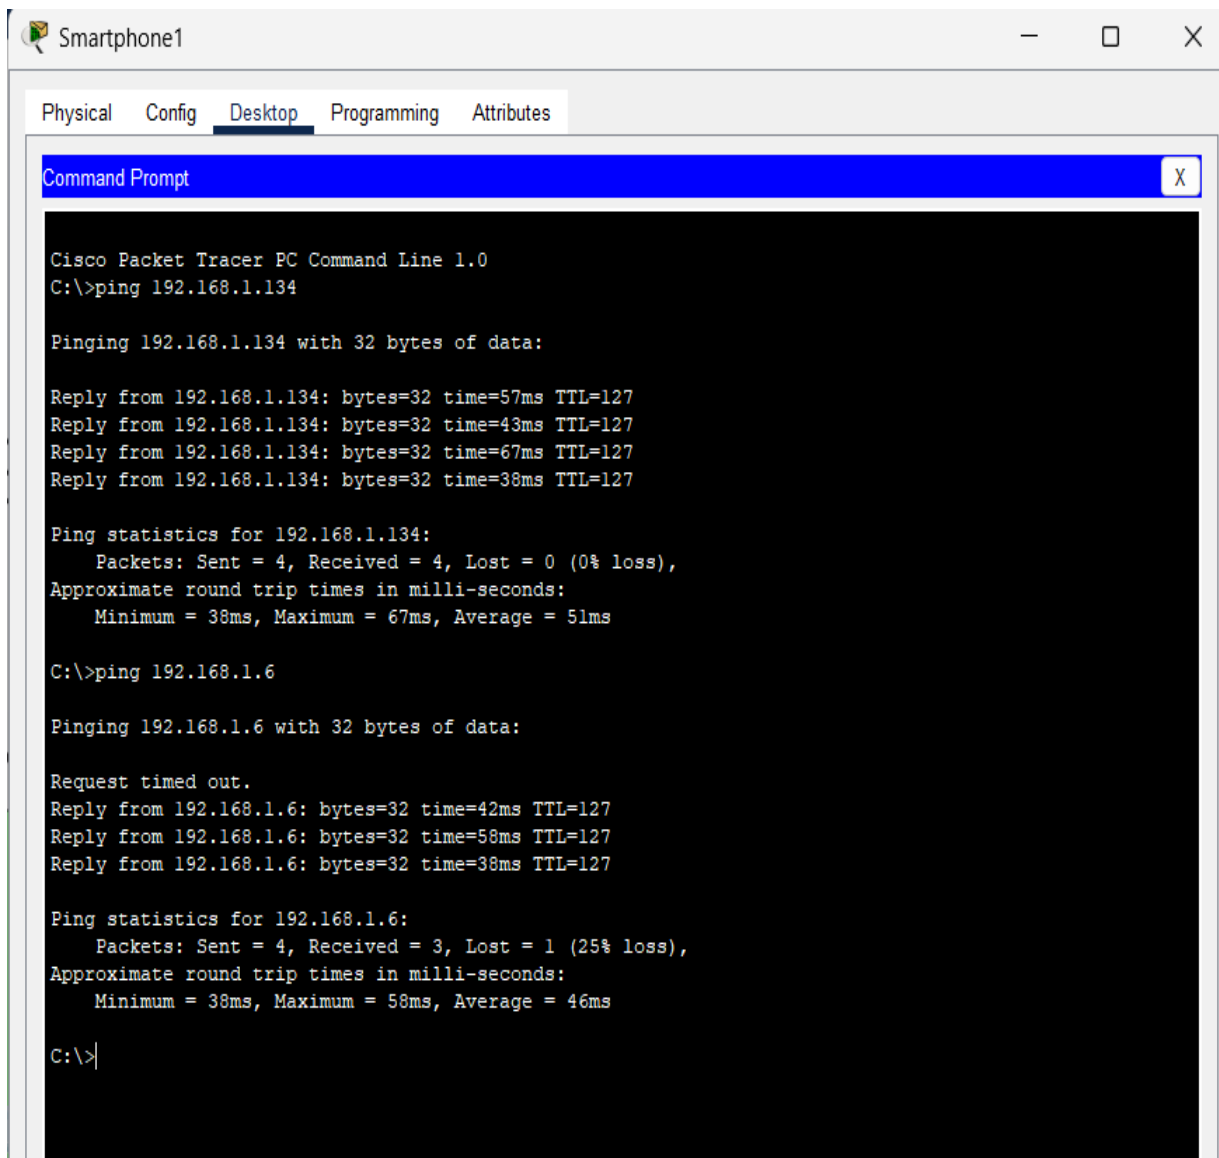 Smartphone1
Physical Config Desktop Programming Attributes
Command Prompt X
Cisco Packet Tracer PC Command Line 1.0
C:\>ping 192.168.1.134
Pinging 192.168.1.134 with 32 bytes of data:
Reply from 192.168.1.134: bytes=32 time=57ms TTL=127
Reply from 192.168.1.134: bytes=32 time=43ms TTL=127
Reply from 192.168.1.134: bytes=32 time=67ms TTL=127
Reply from 192.168.1.134: bytes=32 time=38ms TTL=127
Ping statistics for 192.168.1.134:
    Packets: Sent = 4, Received = 4, Lost = 0 (0% loss),
Approximate round trip times in milli-seconds:
    Minimum = 38ms, Maximum = 67ms, Average = 51ms
C:\>ping 192.168.1.6
Pinging 192.168.1.6 with 32 bytes of data:
Request timed out.
Reply from 192.168.1.6: bytes=32 time=42ms TTL=127
Reply from 192.168.1.6: bytes=32 time=58ms TTL=127
Reply from 192.168.1.6: bytes=32 time=38ms TTL=127
Ping statistics for 192.168.1.6:
    Packets: Sent = 4, Received = 3, Lost = 1 (25% loss),
Approximate round trip times in milli-seconds:
    Minimum = 38ms, Maximum = 58ms, Average = 46ms
C:\>